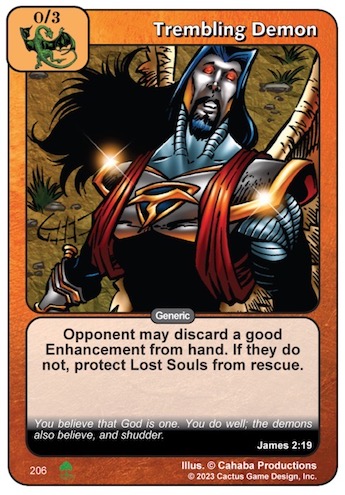 0/3
Trembling Demon
Generic
Opponent may discard a good
Enhancement from hand. If they do
not, protect Lost Souls from rescue.
You believe that God is one. You do well; the demons
also believe, and shudder.
James 2:19
206
Illus. © Cahaba Productions
© 2023 Cactus Game Design, Inc.